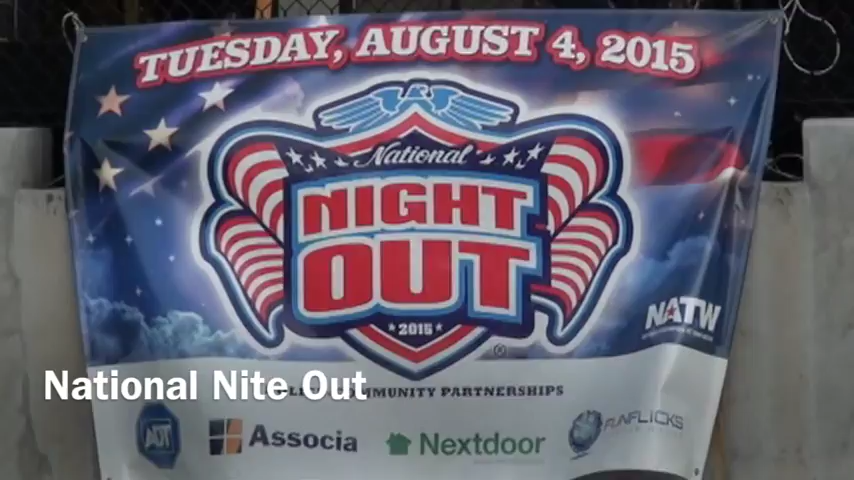 TUESDAY, AUGUST 4, 2015
National
NIGHT
OUT
2015
®
NATW
COMMUNITY PARTNERSHIPS
National Nite Out
ADT
Associa
Nextdoor
FUNFLICKS